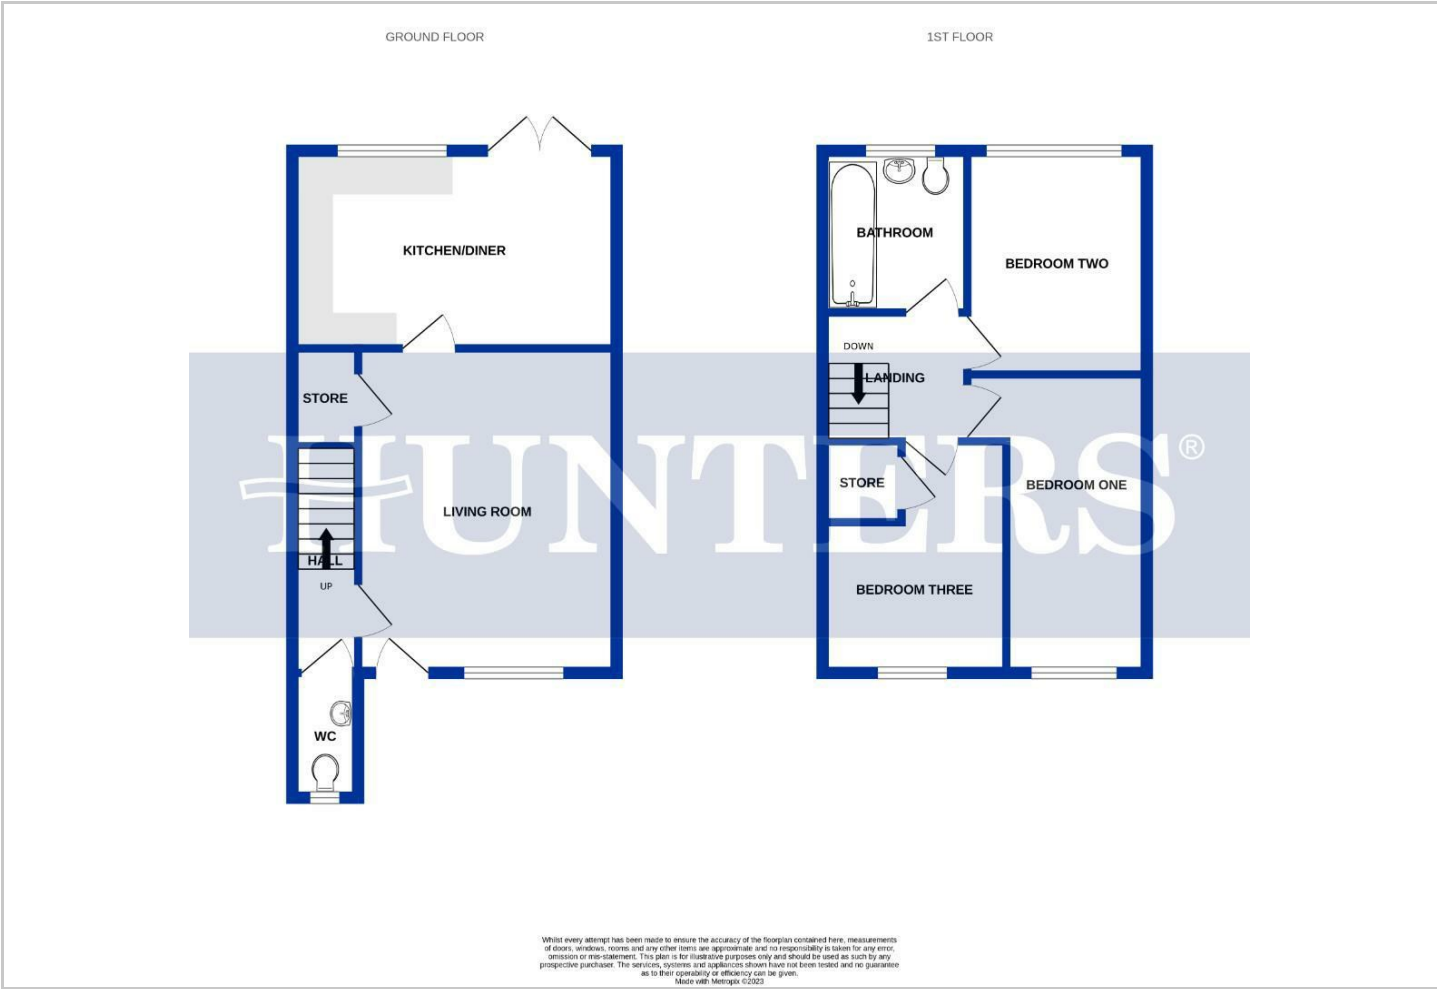 GROUND FLOOR
1ST FLOOR
KITCHEN/DINER
BATHROOM
BEDROOM TWO
DOWN
LANDING
STORE
HUNTERS®
STORE
BEDROOM ONE
LIVING ROOM
HALL
UP
BEDROOM THREE
WC
Whilst every attempt has been made to ensure the accuracy of the floorplan contained here, measurements
of doors, windows, rooms and any other items are approximate and no responsibility is taken for any error,
omission or mis-statement. This plan is for illustrative purposes only and should be used as such by any
prospective purchaser. The services, systems and appliances shown have not been tested and no guarantee
as to their operability or efficiency can be given.
Made with Metropix ©2023